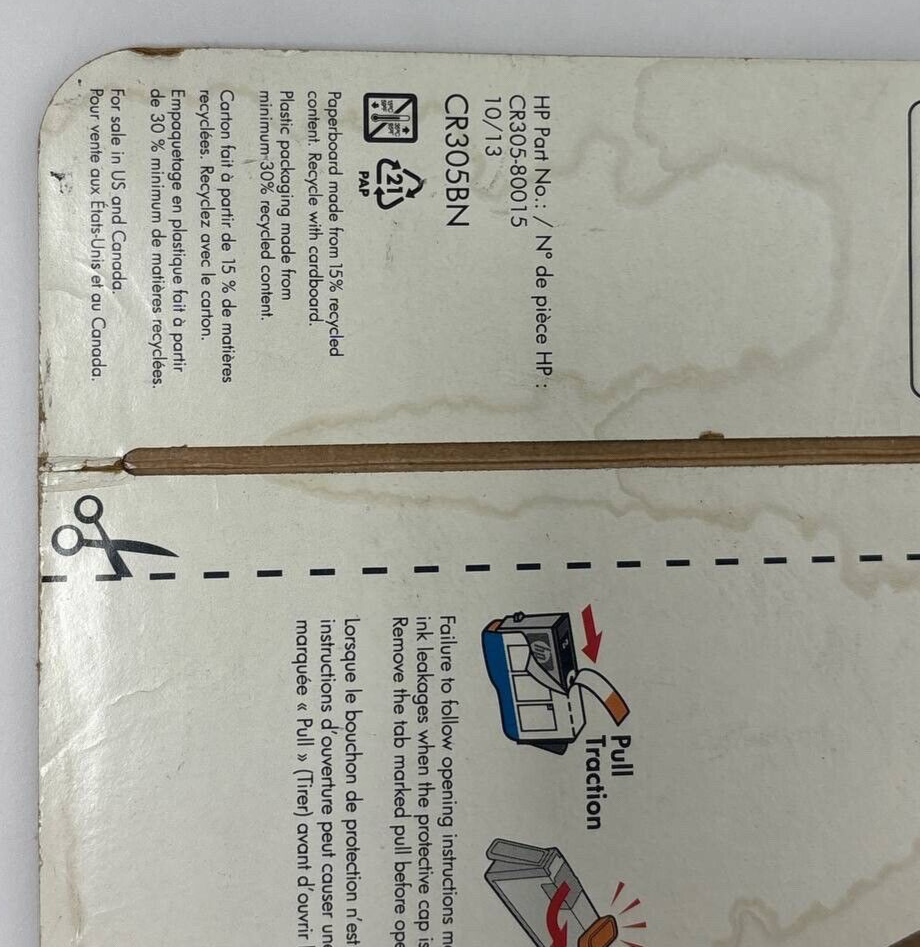 HP Part No.: / N° de pièce HP :
CR305-80015
10/13
CR305BN
21
PAP
Paperboard made from 15% recycled
content. Recycle with cardboard.
Plastic packaging made from
minimum 30% recycled content.
Carton fait à partir de 15 % de matières
recyclées. Recyclez avec le carton.
Empaquetage en plastique fait à partir
de 30 % minimum de matières recyclées.
For sale in US and Canada.
Pour vente aux États-Unis et au Canada.
Pull
Traction
hp
Failure to follow opening instructions
ink leakages when the protective cap is
Remove the tab marked pull before
Lorsque le bouchon de protection n'est
instructions d'ouverture peut causer
marquée « Pull » (Tirer) avant d'ouvrir